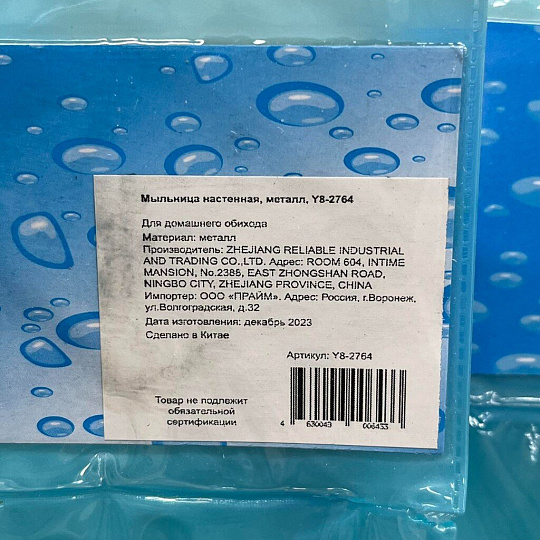 Мыльница настенная, металл, Y8-2764
Для домашнего обихода
Материал: металл
Производитель: ZHEJIANG RELIABLE INDUSTRIAL
AND TRADING CO.,LTD. Адрес: ROOM 604, INTIME
MANSION, No.2386, EAST ZHONGSHAN ROAD,
NINGBO CITY, ZHEJIANG PROVINCE, CHINA
Импортер: ООО «ПРАЙМ». Адрес: Россия, г.Воронеж,
ул.Волгоградская, д.32
Дата изготовления: декабрь 2023
Сделано в Китае
Артикул: Y8-2764
Товар не подлежит
обязательной
сертификации
4 630049 006433